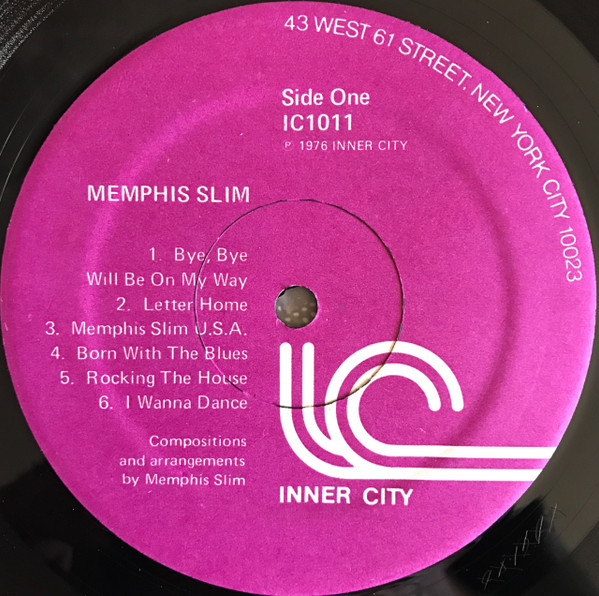 43 WEST 61 STREET, NEW YORK CITY 10023
Side One
IC1011
℗ 1976 INNER CITY
MEMPHIS SLIM
1. Bye, Bye
Will Be On My Way
2. Letter Home
3. Memphis Slim U.S.A.
4. Born With The Blues
5. Rocking The House
6. I Wanna Dance
Compositions
and arrangements
by Memphis Slim
IC
INNER CITY